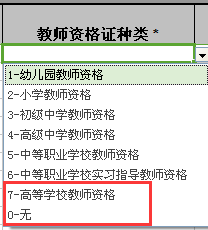 教师资格证种类 *
1-幼儿园教师资格
2-小学教师资格
3-初级中学教师资格
4-高级中学教师资格
5-中等职业学校教师资格
6-中等职业学校实习指导教师资格
7-高等学校教师资格
0-无